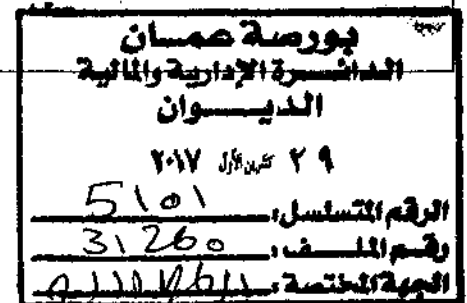 بورصة عمان
الدائرة الإدارية والمالية
الديوان
٢٩ تشرين الأول ٢٠١٧
الرقم المتسلسل: 5101
رقم الملف: 31260
الجهة المختصة: